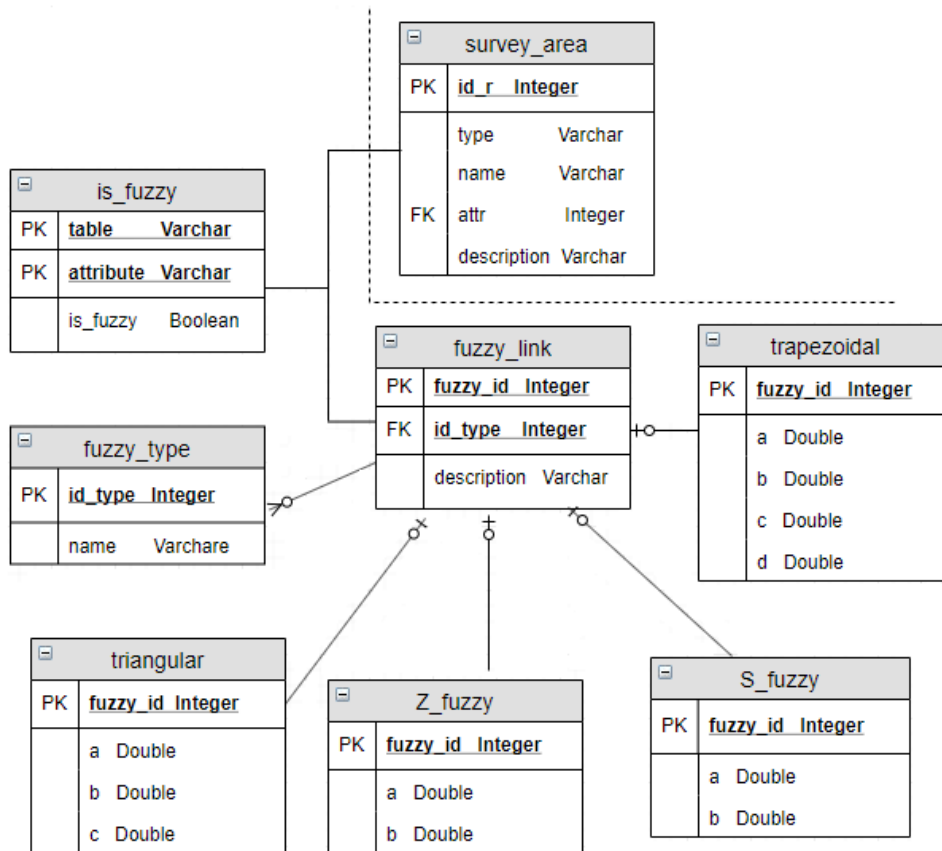 survey_area
PK id_r Integer
type Varchar
name Varchar
FK attr Integer
description Varchar
is_fuzzy
PK table Varchar
PK attribute Varchar
is_fuzzy Boolean
fuzzy_link
PK fuzzy_id Integer
FK id_type Integer
description Varchar
trapezoidal
PK fuzzy_id Integer
a Double
b Double
c Double
d Double
fuzzy_type
PK id_type Integer
name Varchare
triangular
PK fuzzy_id Integer
a Double
b Double
c Double
Z_fuzzy
PK fuzzy_id Integer
a Double
b Double
S_fuzzy
PK fuzzy_id Integer
a Double
b Double